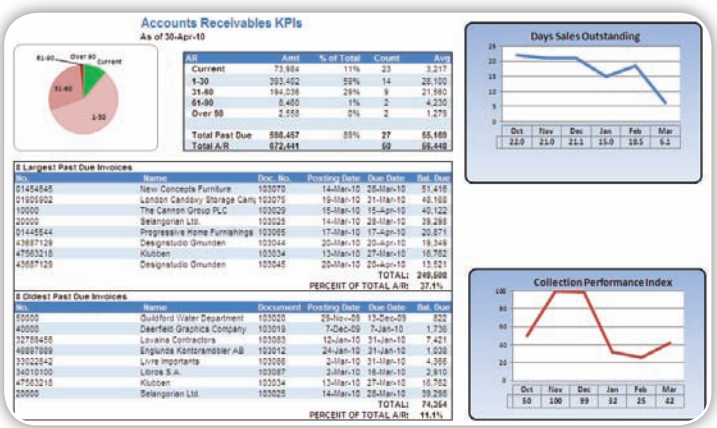 Accounts Receivables KPIs
As of 30-Apr-10
61-90 Over 90 Current
31-60
1-30
AR Amt % of Total Count Avg
Current 73,984 11% 23 3,217
1-30 393,402 59% 14 28,100
31-60 194,036 29% 9 21,560
61-90 8,460 1% 2 4,230
Over 90 2,558 0% 2 1,279
Total Past Due 598,457 89% 27 55,169
Total A/R 672,441 50 58,448
8 Largest Past Due Invoices
No. Name Doc. No. Posting Date Due Date Bal. Due
01454545 New Concepts Furniture 103070 14-Mar-10 28-Mar-10 51,416
01905902 London Candoxy Storage Camp 103075 19-Mar-10 31-Mar-10 48,168
10000 The Cannon Group PLC 103029 15-Mar-10 15-Apr-10 40,122
20000 Selangorian Ltd. 103025 14-Mar-10 28-Mar-10 39,298
01445544 Progressive Home Furnishings 103065 17-Mar-10 17-Apr-10 20,871
43687129 Designstudio Gmunden 103044 20-Mar-10 20-Apr-10 19,349
47563218 Klubben 103034 13-Mar-10 27-Mar-10 16,762
43687129 Designstudio Gmunden 103045 20-Mar-10 20-Apr-10 13,521
TOTAL: 249,508
PERCENT OF TOTAL A/R: 37.1%
8 Oldest Past Due Invoices
No. Name Document Posting Date Due Date Bal. Due
50000 Guildford Water Department 103020 29-Nov-09 13-Dec-09 822
40000 Deerfield Graphics Company 103019 7-Dec-09 7-Jan-10 1,736
32789456 Lovaina Contractors 103083 12-Jan-10 31-Jan-10 7,421
46897889 Englunds Kontorsmöbler AB 103012 24-Jan-10 31-Jan-10 1,038
33022842 Livre Importants 103086 2-Mar-10 31-Mar-10 4,366
34010100 Libros S.A. 103087 2-Mar-10 16-Mar-10 2,910
47563218 Klubben 103034 13-Mar-10 27-Mar-10 16,762
20000 Selangorian Ltd. 103025 14-Mar-10 28-Mar-10 39,298
TOTAL: 74,354
PERCENT OF TOTAL A/R: 11.1%
Days Sales Outstanding
25
20
15
10
5
0
Oct Nov Dec Jan Feb Mar
22.0 21.0 21.1 15.0 18.5 6.1
Collection Performance Index
100
80
60
40
20
0
Oct Nov Dec Jan Feb Mar
50 100 99 32 25 42